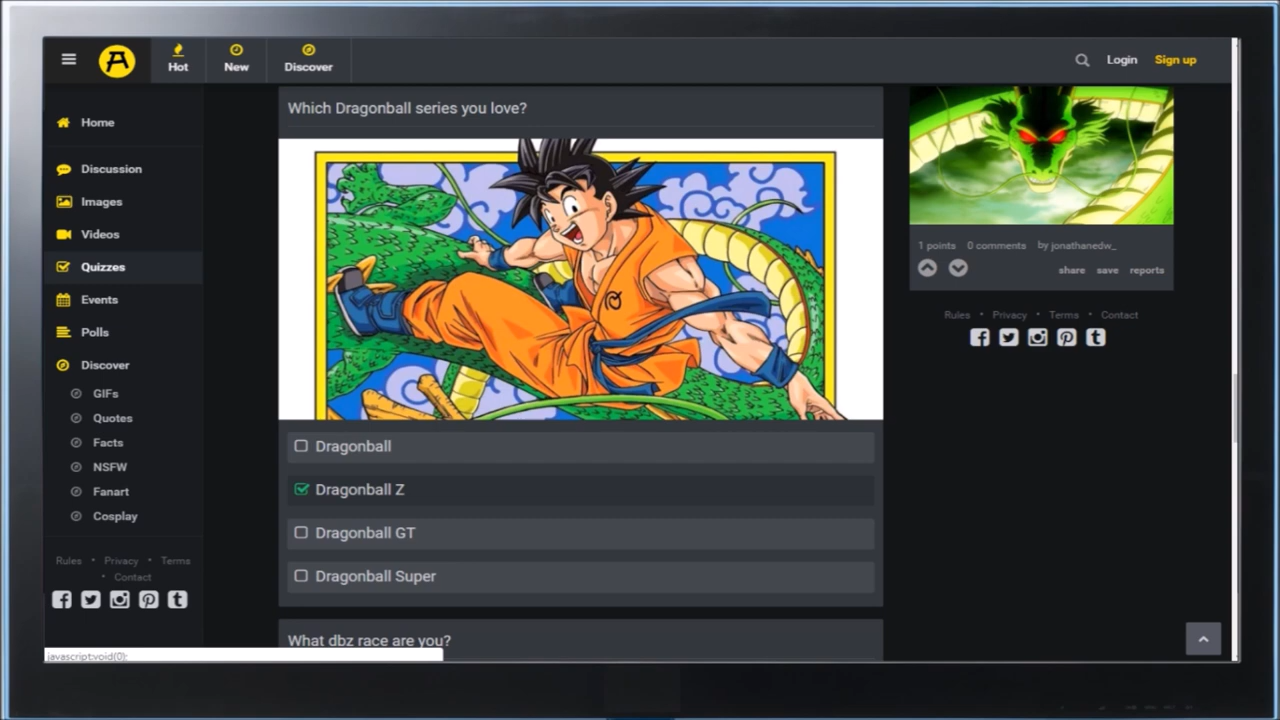 Hot
New
Discover
Login
Sign up
Home
Discussion
Images
Videos
Quizzes
Events
Polls
Discover
GIFs
Quotes
Facts
NSFW
Fanart
Cosplay
Rules • Privacy • Terms
• Contact
javascript:void(0);
Which Dragonball series you love?
Dragonball
Dragonball Z
Dragonball GT
Dragonball Super
What dbz race are you?
1 points 0 comments by jonathanedw_
share save reports
Rules • Privacy • Terms • Contact